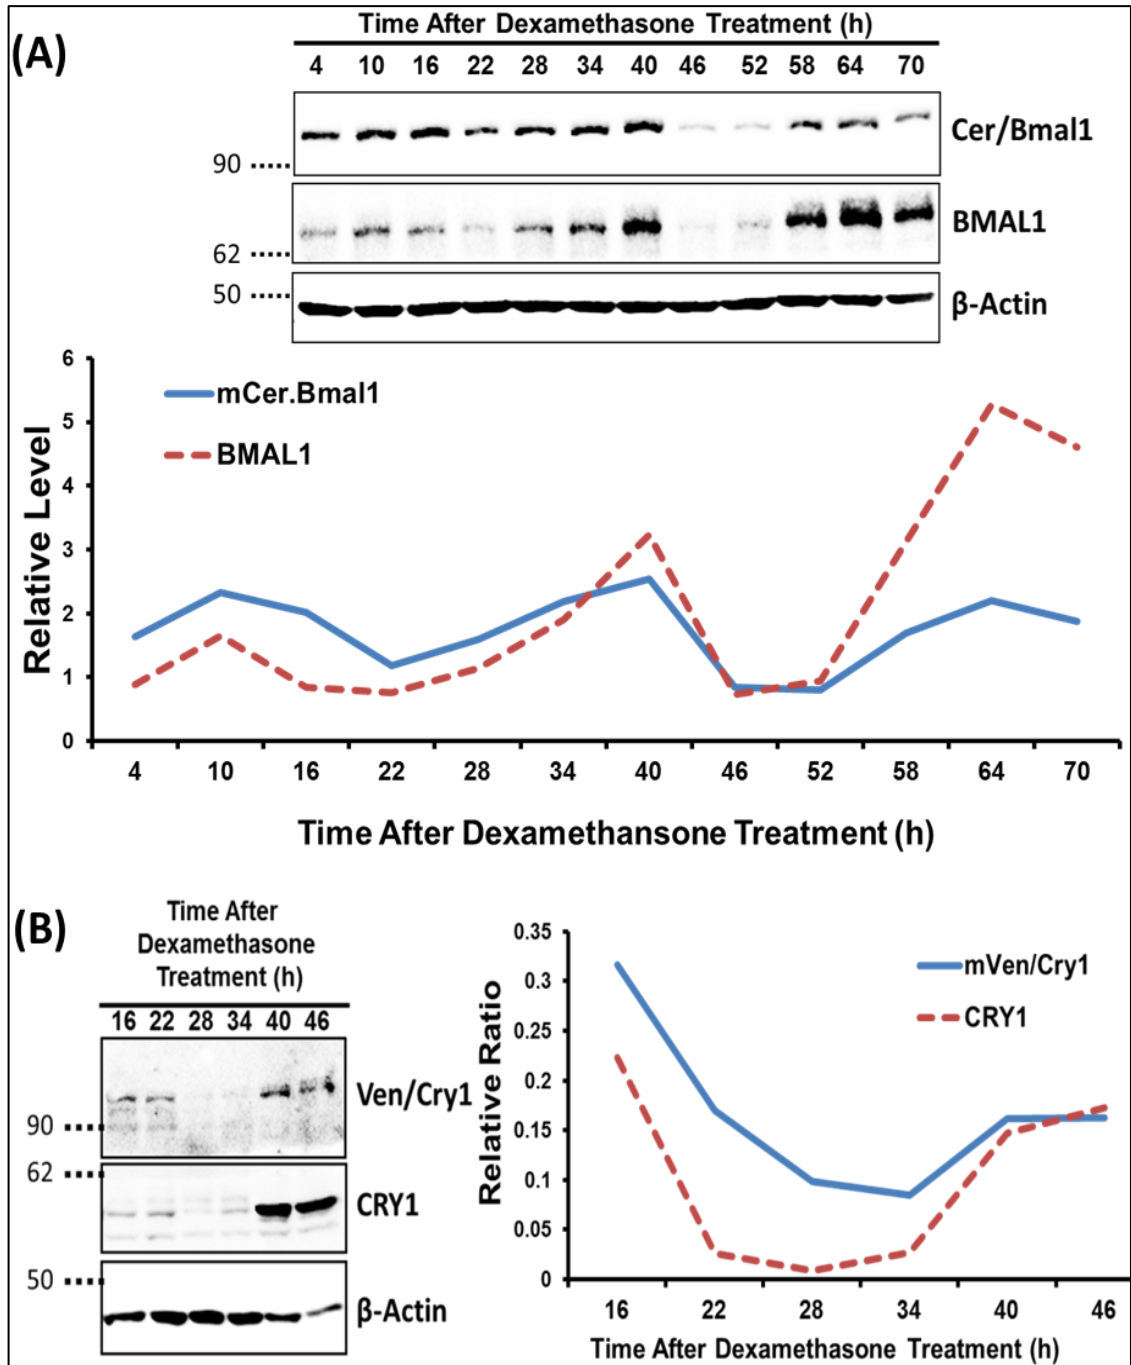 (A)
Time After Dexamethasone Treatment (h)
4 10 16 22 28 34 40 46 52 58 64 70
Cer/Bmal1
90
BMAL1
62
50
β-Actin
6
5
4
3
2
1
0
Relative Level
mCer.Bmal1
BMAL1
4 10 16 22 28 34 40 46 52 58 64 70
Time After Dexamethansone Treatment (h)
(B)
Time After
Dexamethasone
Treatment (h)
16 22 28 34 40 46
Ven/Cry1
90
62
CRY1
50
β-Actin
0.35
0.3
0.25
0.2
0.15
0.1
0.05
0
Relative Ratio
mVen/Cry1
CRY1
16 22 28 34 40 46
Time After Dexamethasone Treatment (h)